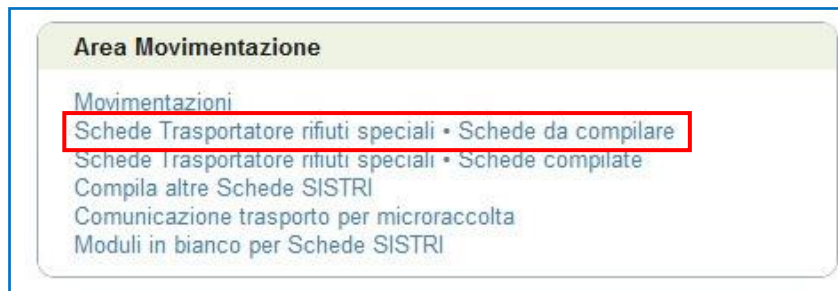 Area Movimentazione
Movimentazioni
Schede Trasportatore rifiuti speciali • Schede da compilare
Schede Trasportatore rifiuti speciali • Schede compilate
Compila altre Schede SISTRI
Comunicazione trasporto per microraccolta
Moduli in bianco per Schede SISTRI